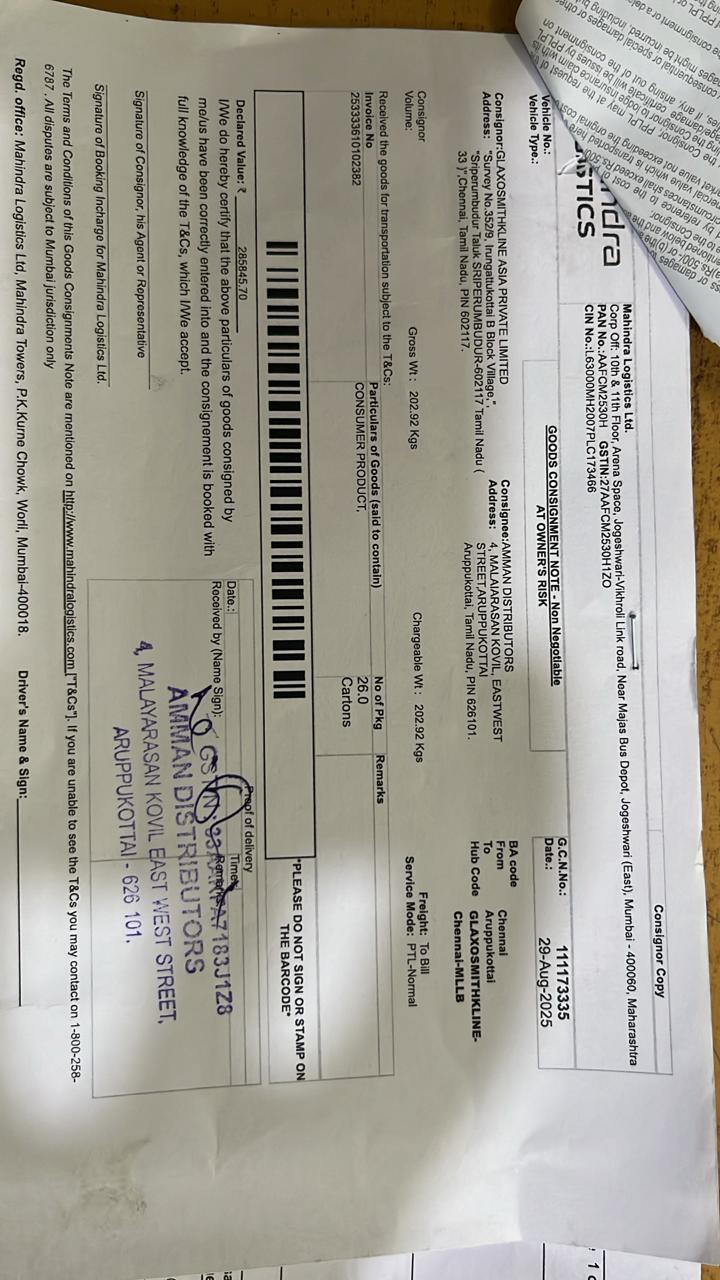 Consignor Copy
Mahindra Logistics Ltd.
Corp Off: 10th & 11th Floor, Arena Space, Jogeshwari-Vikhroli Link road, Near Majas Bus Depot, Jogeshwari (East), Mumbai - 400060, Maharashtra
PAN No.:AAFCM2530H GSTIN:27AAFCM2530H1ZO
CIN No.:L63000MH2007PLC173466
GOODS CONSIGNMENT NOTE - Non Negotiable
AT OWNER'S RISK
G.C.N.No.: 111173335
Date.: 29-Aug-2025
Vehicle No.:
Vehicle Type.:
BA code
From Chennai
To Aruppukottai
Hub Code GLAXOSMITHKLINE-
Chennai-MLLB
Consignor:GLAXOSMITHKLINE ASIA PRIVATE LIMITED
Address: "Survey No.3529, Irungattukottai B Block Village,",
"Sriperumbudur Taluk SRIPERUMBUDUR-602117 Tamil Nadu (
33 )",Chennai, Tamil Nadu, PIN 602117.
Consignee:AMMAN DISTRIBUTORS
Address: 4, MALAIARASAN KOVIL, EASTWEST
STREET,ARUPPUKOTTAI
Aruppukottai, Tamil Nadu, PIN 626101.
Freight: To Bill
Service Mode: PTL-Normal
Consignor
Volume:
Gross Wt : 202.92 Kgs
Chargeable Wt : 202.92 Kgs
Received the goods for transportation subject to the T&Cs:
Invoice No Particulars of Goods (said to contain) No of Pkg Remarks
253333610102382 CONSUMER PRODUCT, 26.0
Cartons
"PLEASE DO NOT SIGN OR STAMP ON
THE BARCODE"
Declared Value: ₹ 285845.70
I/We do hereby certify that the above particulars of goods consigned by
me/us have been correctly entered into and the consignement is booked with
full knowledge of the T&Cs, which I/We accept.
Signature of Consignor, his Agent or Representative
Signature of Booking Incharge for Mahindra Logistics Ltd.
Proof of delivery
Date.: Time:
Received by (Name Sign):
AMMAN DISTRIBUTORS
4, MALAYARASAN KOVIL EAST WEST STREET,
ARUPPUKOTTAI - 626 101.
The Terms and Conditions of this Goods Consignments Note are mentioned on http://www.mahindralogistics.com ["T&Cs"]. If you are unable to see the T&Cs you may contact on 1-800-258-
6787 . All disputes are subject to Mumbai jurisdiction only
Regd. office: Mahindra Logistics Ltd, Mahindra Towers, P.K.Kurne Chowk, Worli, Mumbai-400018. Driver's Name & Sign: